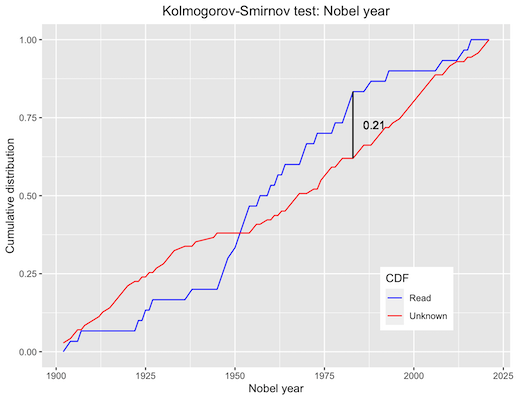 Kolmogorov-Smirnov test: Nobel year
Cumulative distribution
1.00
0.75
0.50
0.25
0.00
0.21
CDF
Read
Unknown
1900
1925
1950
1975
2000
2025
Nobel year